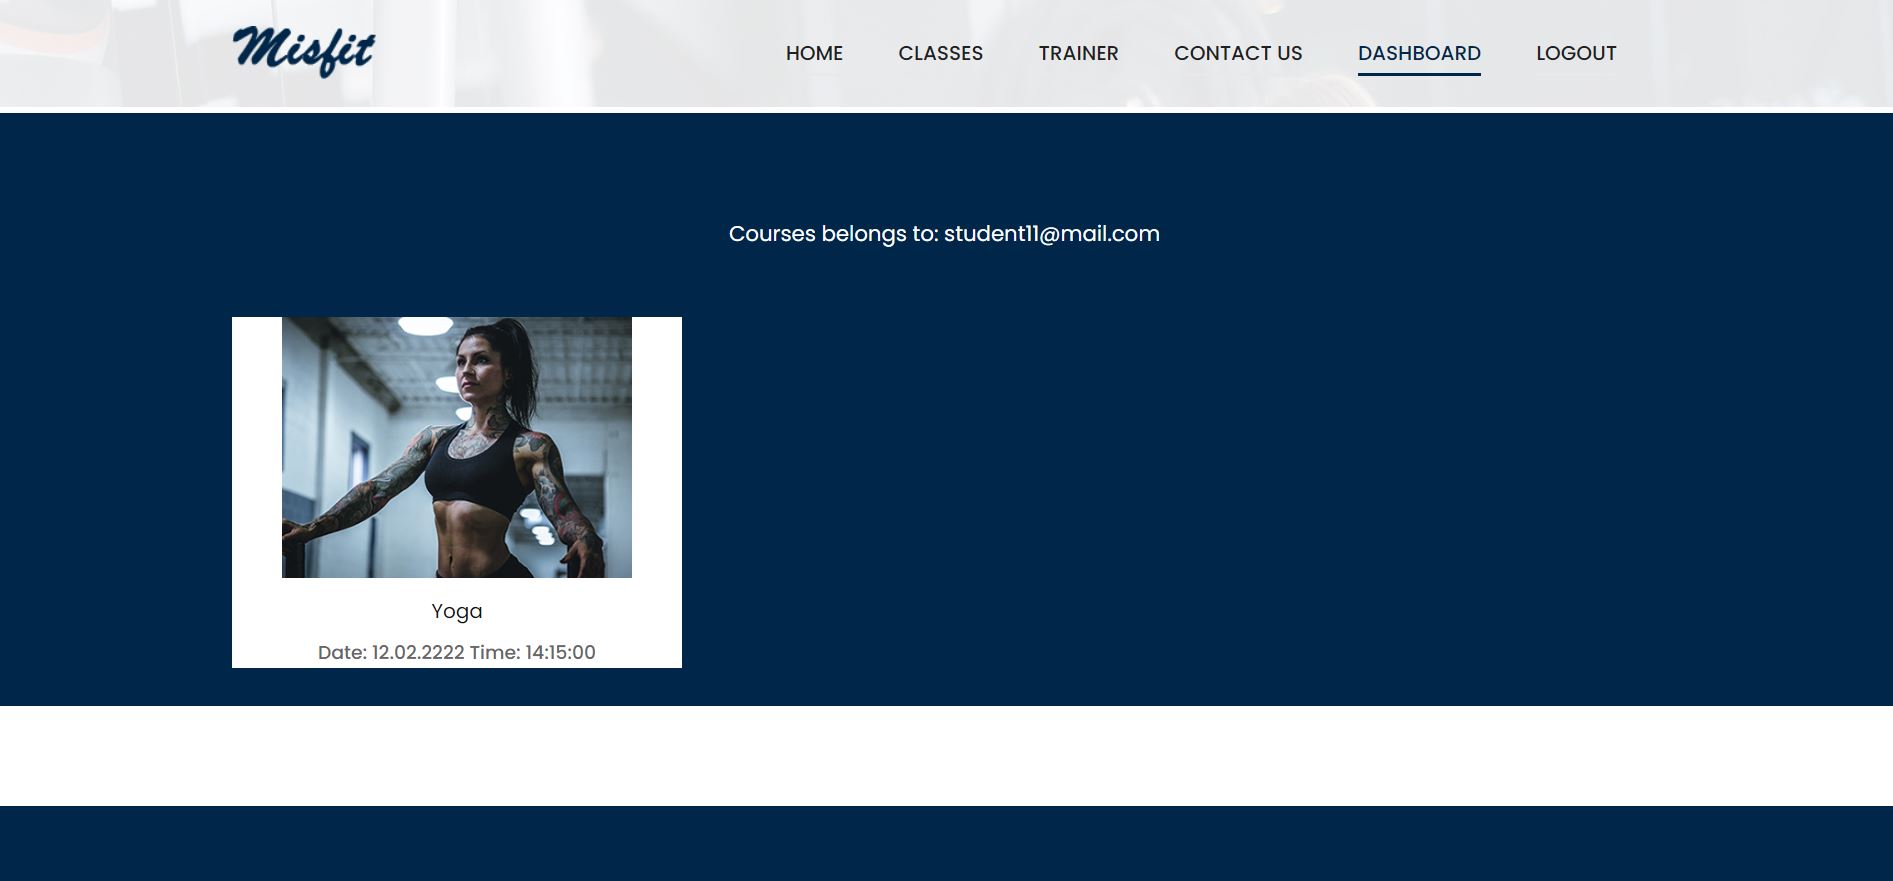 Misfit
HOME CLASSES TRAINER CONTACT US DASHBOARD LOGOUT
Courses belongs to: student11@mail.com
Yoga
Date: 12.02.2222 Time: 14:15:00